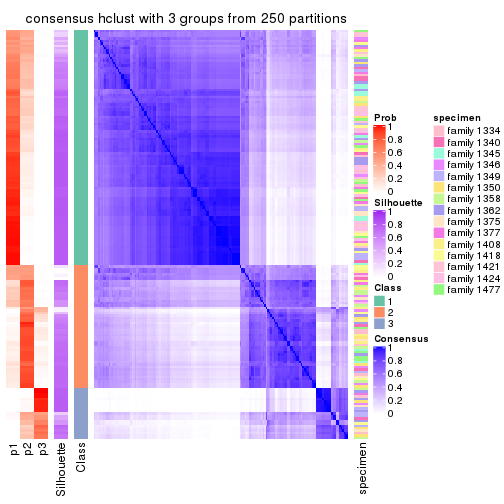 consensus hclust with 3 groups from 250 partitions
Prob
1
0.8
0.6
0.4
0.2
0
Silhouette
1
0.8
0.6
0.4
0.2
0
Class
1
2
3
Consensus
1
0.8
0.6
0.4
0.2
0
specimen
family 1334
family 1340
family 1345
family 1346
family 1349
family 1350
family 1358
family 1362
family 1375
family 1377
family 1408
family 1418
family 1421
family 1424
family 1477
p1
p2
p3
Silhouette
Class
specimen